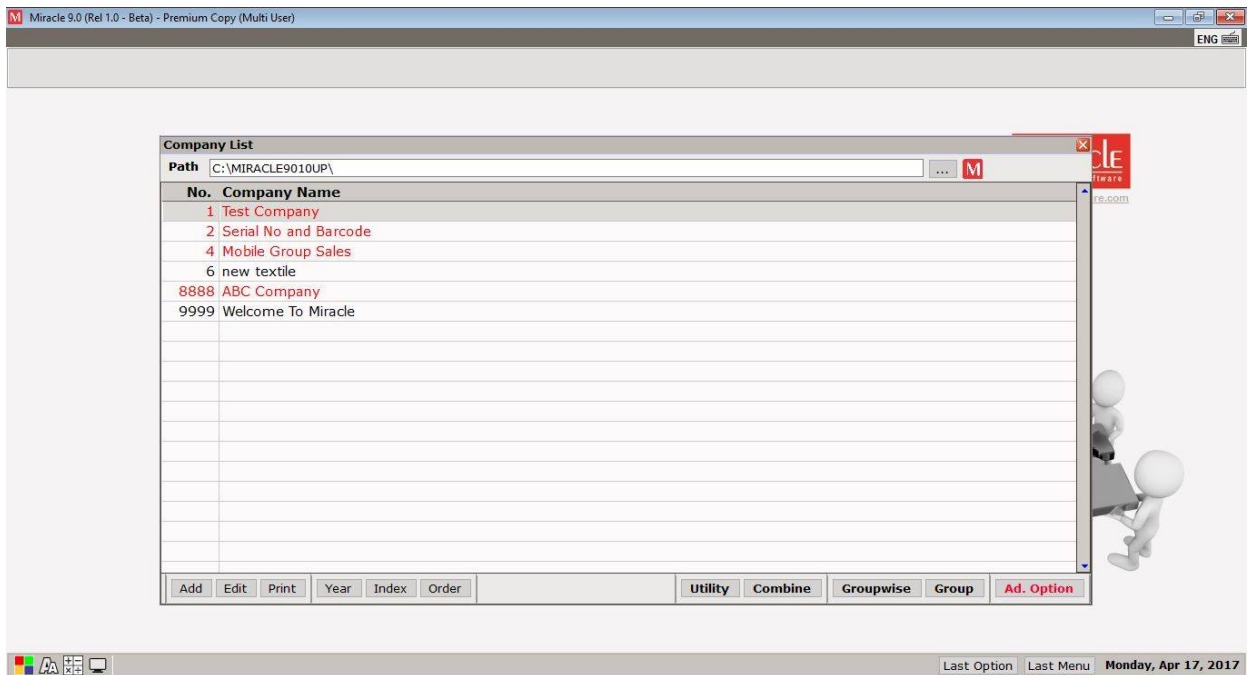 M Miracle 9.0 (Rel 1.0 - Beta) - Premium Copy (Multi User)
ENG
Company List
Path C:\MIRACLE9010UP\ ... M
No. Company Name
1 Test Company
2 Serial No and Barcode
4 Mobile Group Sales
6 new textile
8888 ABC Company
9999 Welcome To Miracle
Add Edit Print Year Index Order Utility Combine Groupwise Group Ad. Option
Last Option Last Menu Monday, Apr 17, 2017